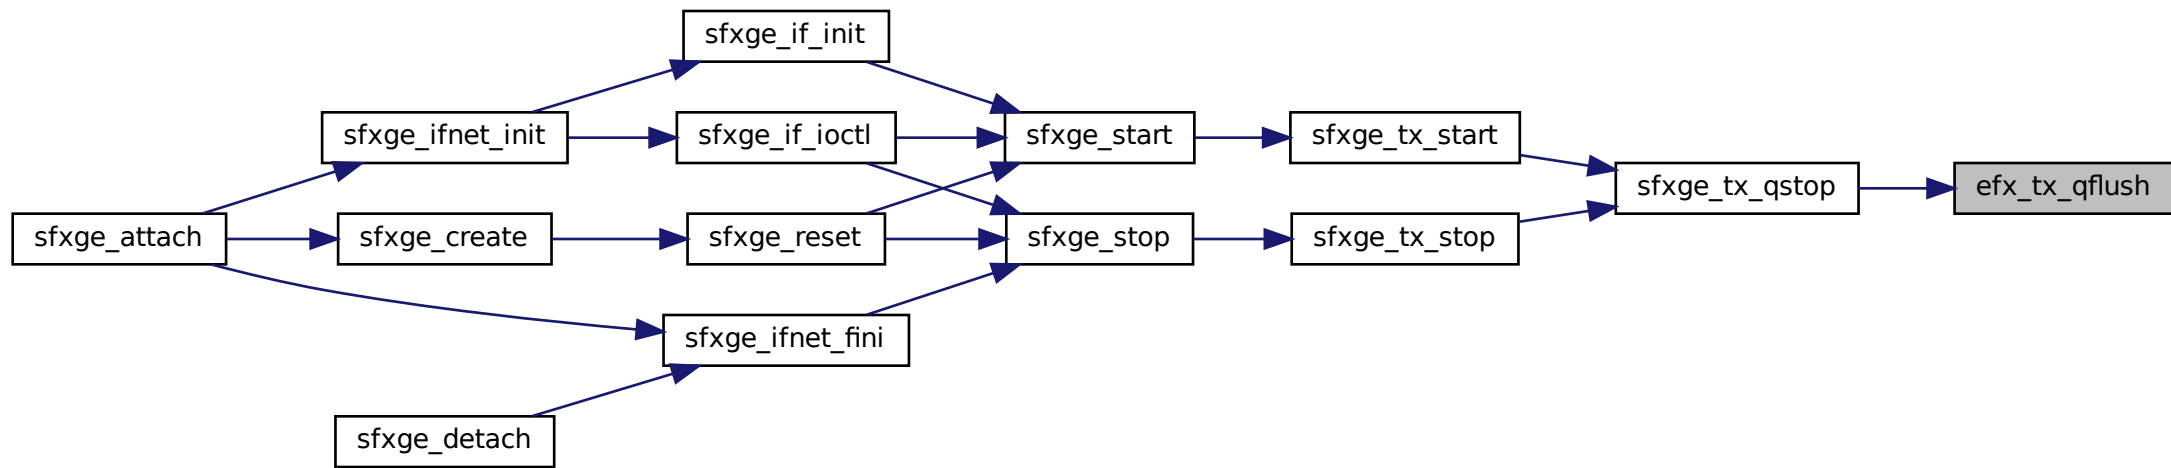 sfxge_if_init
sfxge_ifnet_init
sfxge_if_ioctl
sfxge_start
sfxge_tx_start
sfxge_tx_qstop
efx_tx_qflush
sfxge_attach
sfxge_create
sfxge_reset
sfxge_stop
sfxge_tx_stop
sfxge_ifnet_fini
sfxge_detach